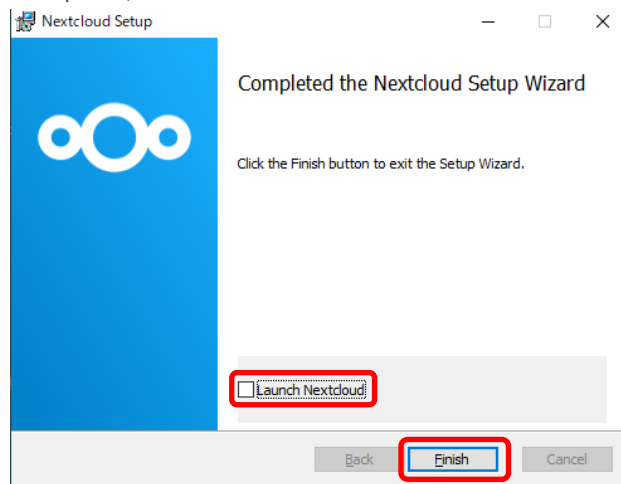 Nextcloud Setup
Completed the Nextcloud Setup Wizard
Click the Finish button to exit the Setup Wizard.
Launch Nextcloud
Back
Finish
Cancel